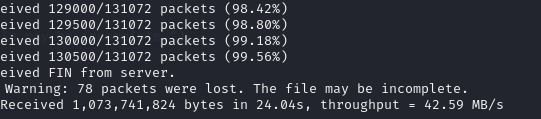 eived 129000/131072 packets (98.42%)
eived 129500/131072 packets (98.80%)
eived 130000/131072 packets (99.18%)
eived 130500/131072 packets (99.56%)
eived FIN from server.
Warning: 78 packets were lost. The file may be incomplete.
Received 1,073,741,824 bytes in 24.04s, throughput = 42.59 MB/s